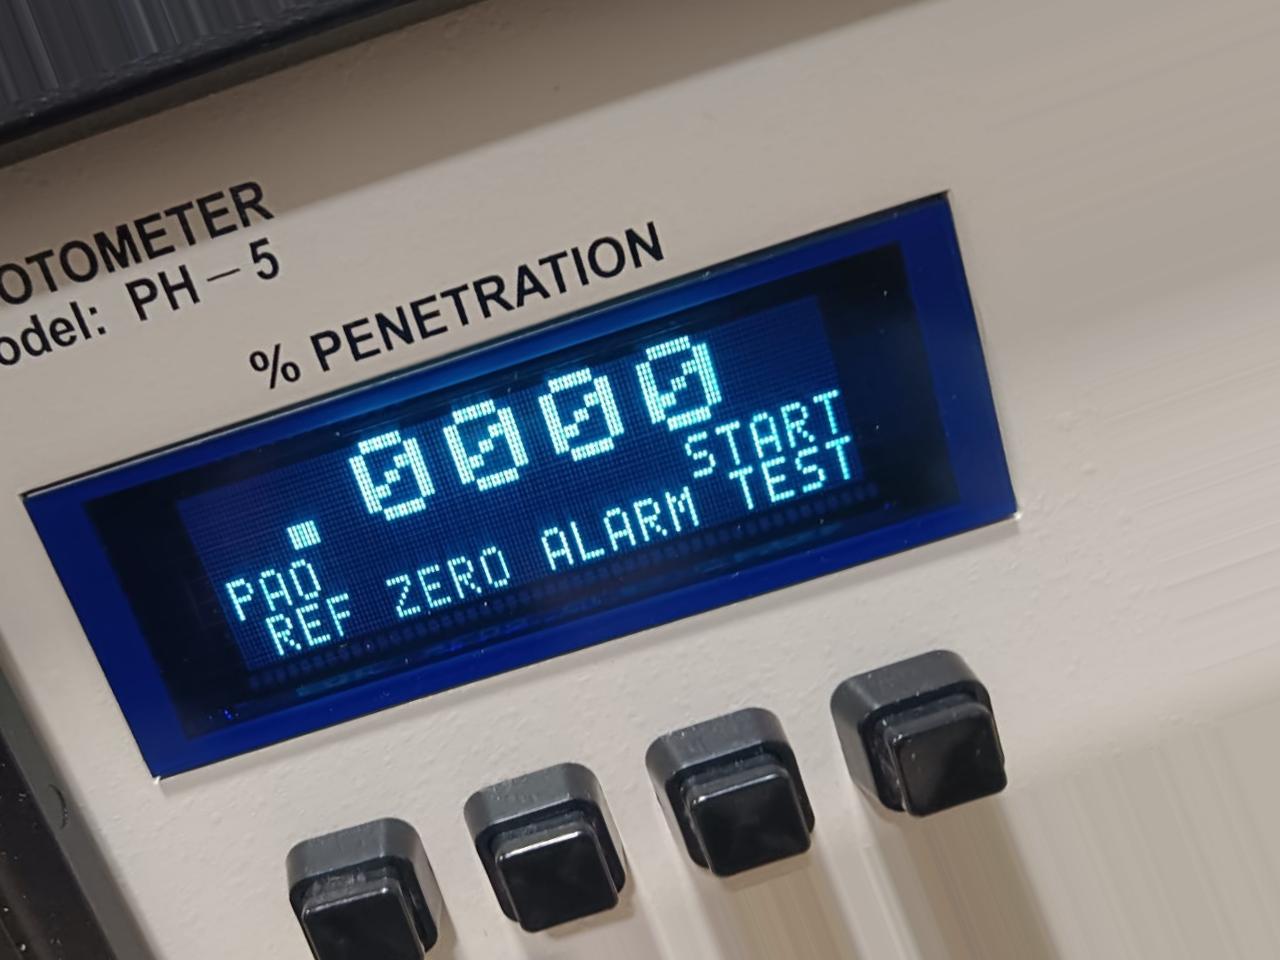 OTOMETER
odel: PH-5
% PENETRATION
.0000
START
PAO
REF ZERO ALARM TEST